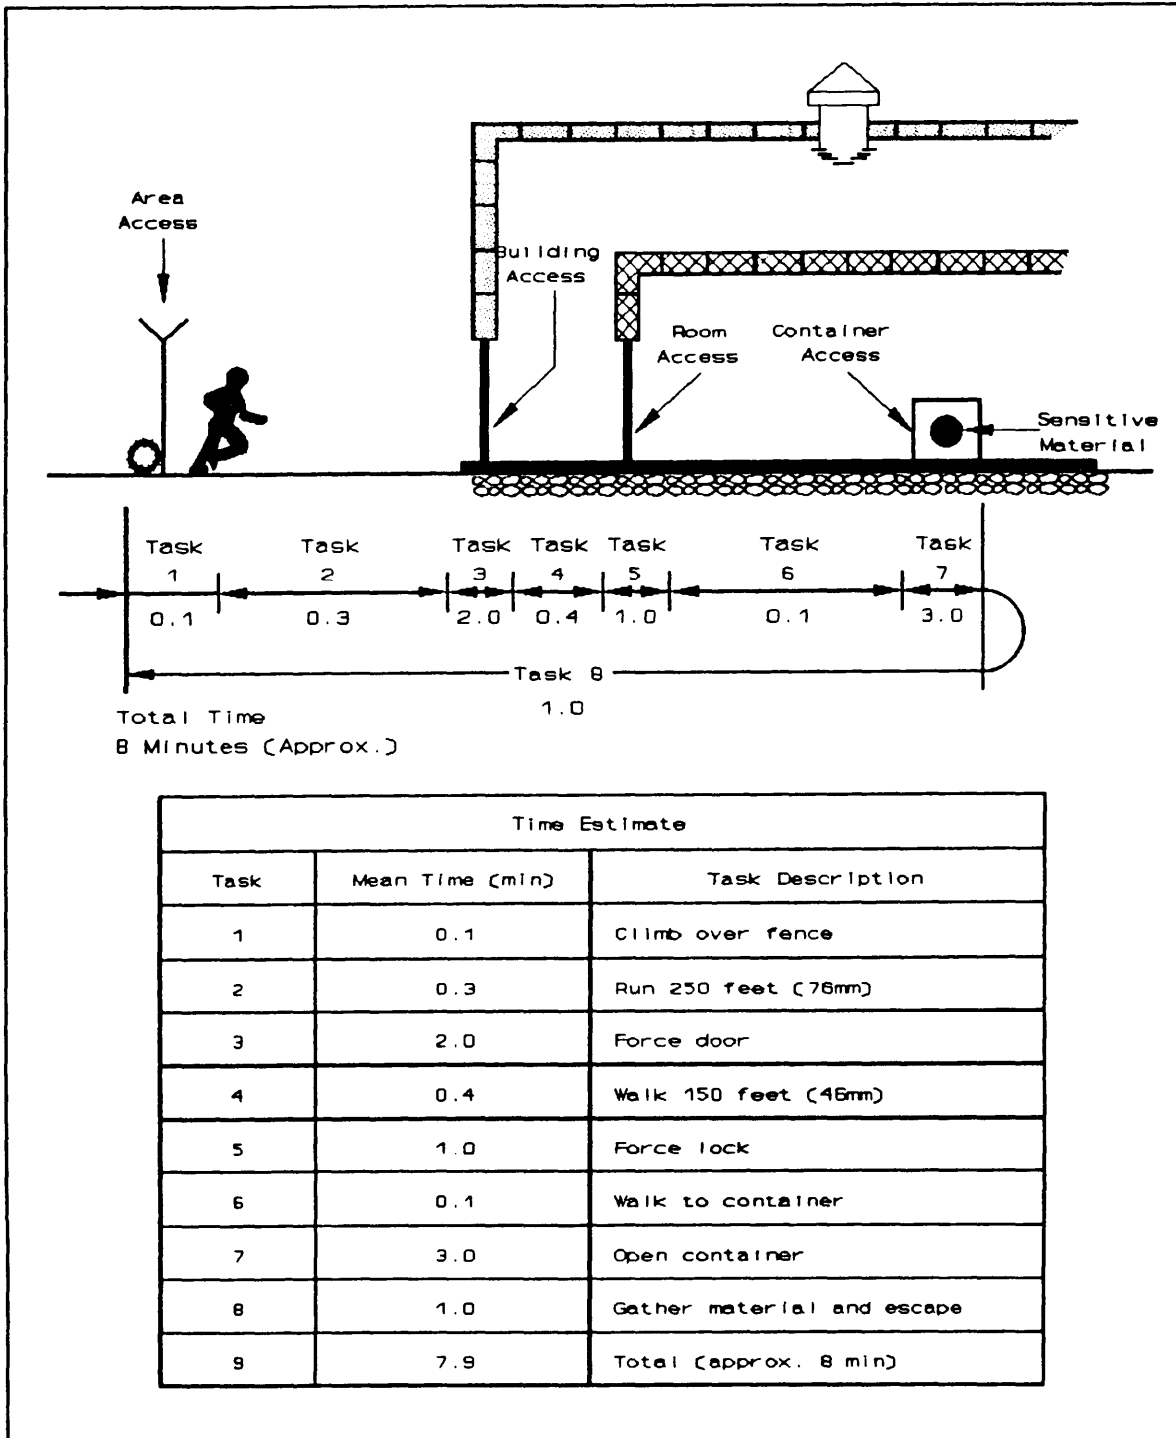 Area
Access
Building
Access
Room
Access
Container
Access
Sensitive
Material
Task Task Task Task Task Task Task
1 2 3 4 5 6 7
0.1 0.3 2.0 0.4 1.0 0.1 3.0
Task 8
1.0
Total Time
8 Minutes (Approx.)
Time Estimate
Task Mean Time (min) Task Description
1 0.1 Climb over fence
2 0.3 Run 250 feet (76mm)
3 2.0 Force door
4 0.4 Walk 150 feet (46mm)
5 1.0 Force lock
6 0.1 Walk to container
7 3.0 Open container
8 1.0 Gather material and escape
9 7.9 Total (approx. 8 min)